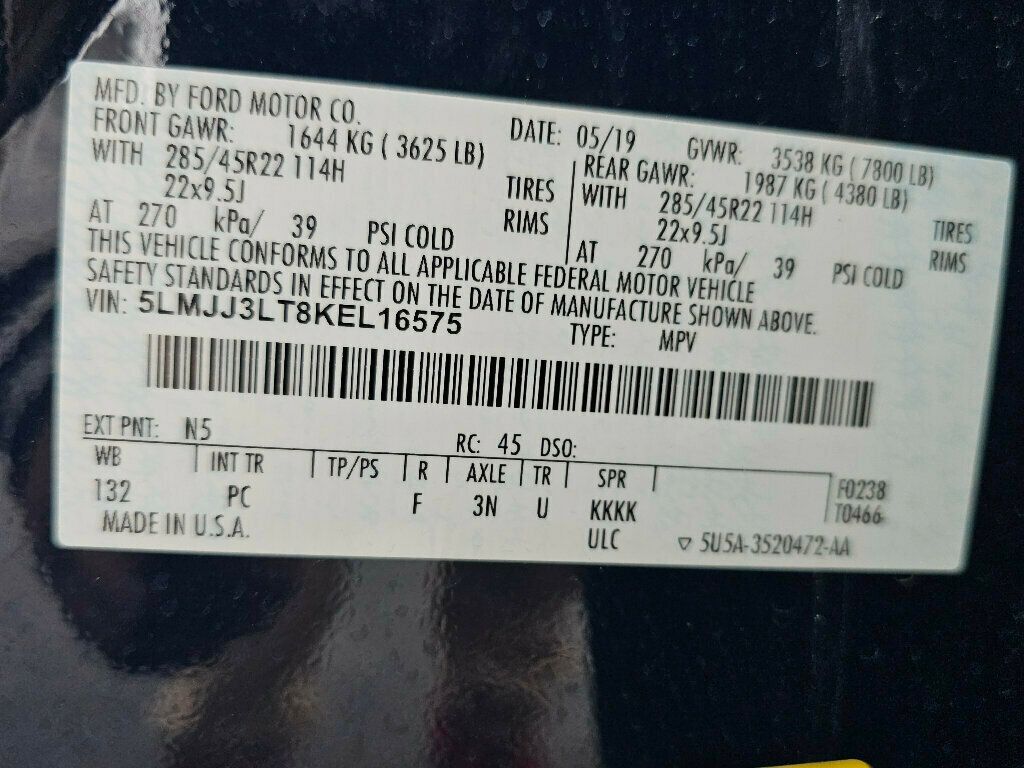 MFD. BY FORD MOTOR CO. DATE: 05/19 GVWR: 3538 KG ( 7800 LB)
FRONT GAWR: 1644 KG ( 3625 LB) REAR GAWR: 1987 KG ( 4380 LB)
WITH 285/45R22 114H TIRES WITH 285/45R22 114H TIRES
22x9.5J RIMS 22x9.5J RIMS
AT 270 kPa/ 39 PSI COLD AT 270 kPa/ 39 PSI COLD
THIS VEHICLE CONFORMS TO ALL APPLICABLE FEDERAL MOTOR VEHICLE
SAFETY STANDARDS IN EFFECT ON THE DATE OF MANUFACTURE SHOWN ABOVE.
VIN: 5LMJJ3LT8KEL16575 TYPE: MPV
EXT PNT: N5 RC: 45 DSO:
WB INT TR TP/PS R AXLE TR SPR F0238
132 PC F 3N U KKKK T0466
MADE IN U.S.A. ULC ▽ 5U5A-3520472-AA